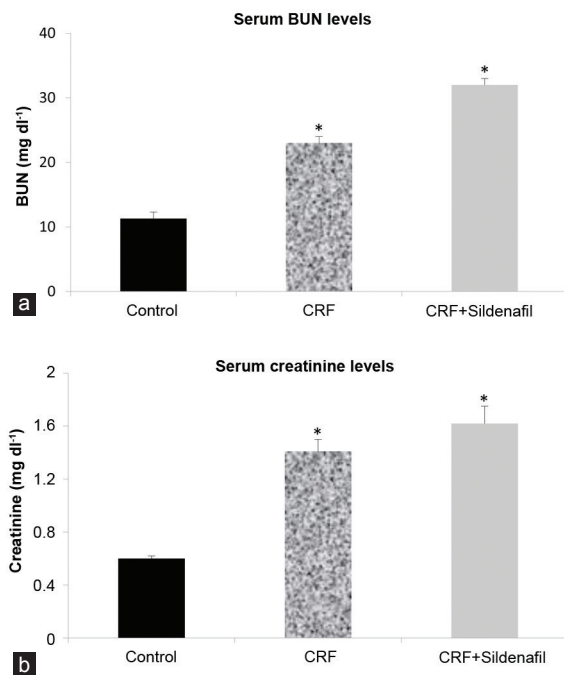 Serum BUN levels
40
30
20
10
0
BUN (mg dl-1)
*
*
Control CRF CRF+Sildenafil
a
Serum creatinine levels
2
1.6
1.2
0.8
0.4
0
Creatinine (mg dl-1)
*
*
Control CRF CRF+Sildenafil
b